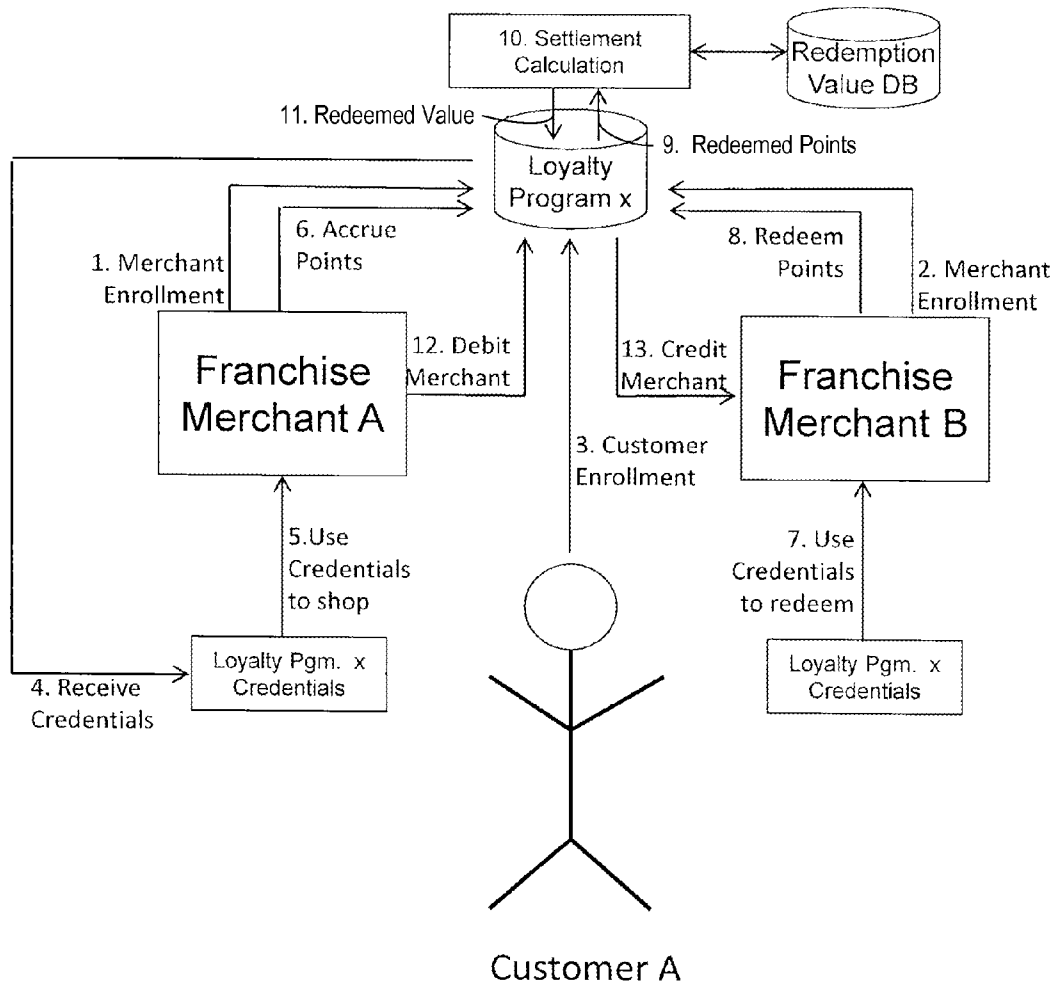 10. Settlement
Calculation
Redemption
Value DB
11. Redeemed Value
9. Redeemed Points
Loyalty
Program x
6. Accrue
Points
8. Redeem
Points
1. Merchant
Enrollment
2. Merchant
Enrollment
Franchise
Merchant A
12. Debit
Merchant
13. Credit
Merchant
Franchise
Merchant B
3. Customer
Enrollment
5.Use
Credentials
to shop
7. Use
Credentials
to redeem
Loyalty Pgm. x
Credentials
Loyalty Pgm. x
Credentials
4. Receive
Credentials
Customer A